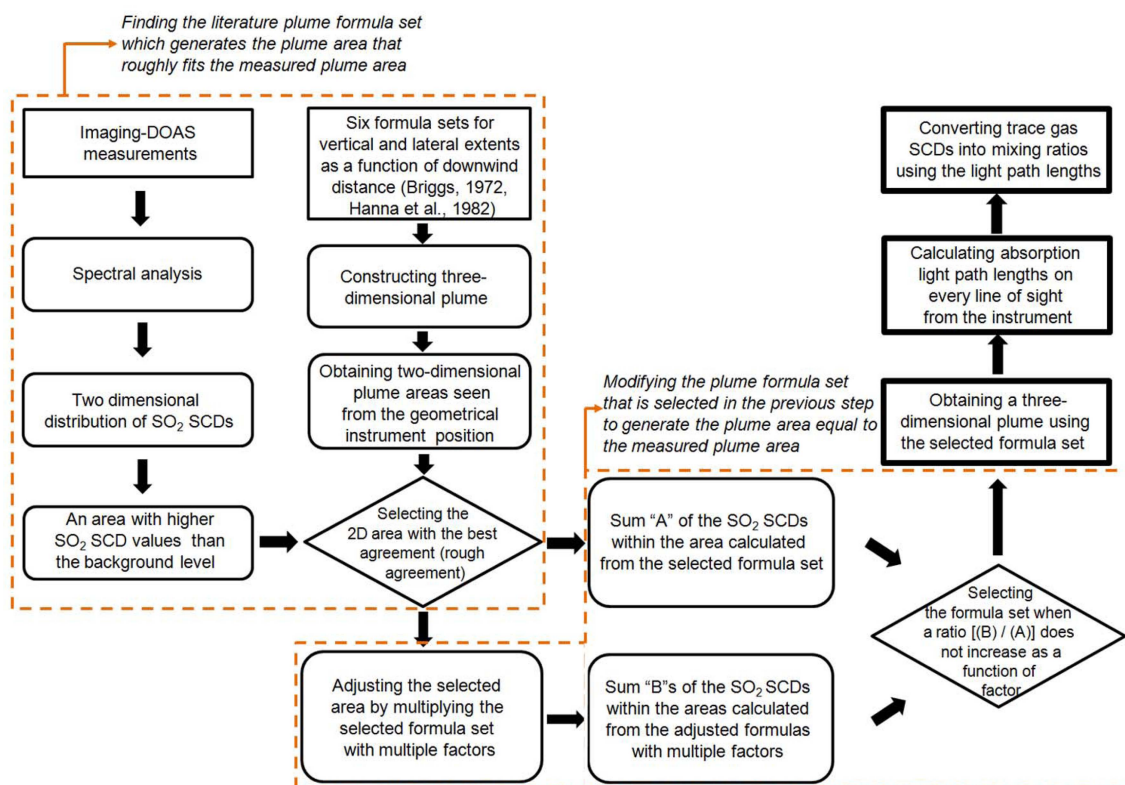 Finding the literature plume formula set
which generates the plume area that
roughly fits the measured plume area
Imaging-DOAS
measurements
Spectral analysis
Two dimensional
distribution of SO₂ SCDs
An area with higher
SO₂ SCD values than
the background level
Six formula sets for
vertical and lateral extents
as a function of downwind
distance (Briggs, 1972,
Hanna et al., 1982)
Constructing three-
dimensional plume
Obtaining two-dimensional
plume areas seen
from the geometrical
instrument position
Selecting the
2D area with the best
agreement (rough
agreement)
Modifying the plume formula set
that is selected in the previous step
to generate the plume area equal to
the measured plume area
Adjusting the selected
area by multiplying the
selected formula set
with multiple factors
Sum “A” of the SO₂ SCDs
within the area calculated
from the selected formula
set
Sum “B”s of the SO₂ SCDs
within the areas calculated
from the adjusted formulas
with multiple factors
Selecting
the formula set when
a ratio [(B) / (A)] does
not increase as a
function of
factor
Obtaining a three-
dimensional plume using
the selected formula set
Calculating absorption
light path lengths on
every line of sight
from the instrument
Converting trace gas
SCDs into mixing ratios
using the light path lengths